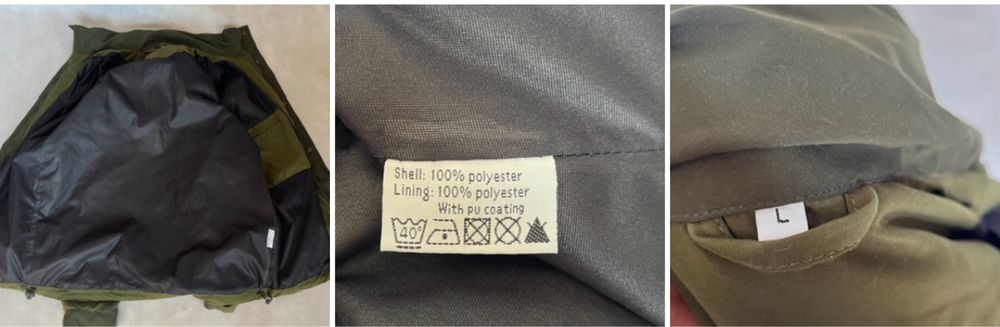 Shell: 100% polyester
Lining: 100% polyester
With pu coating
40°
L